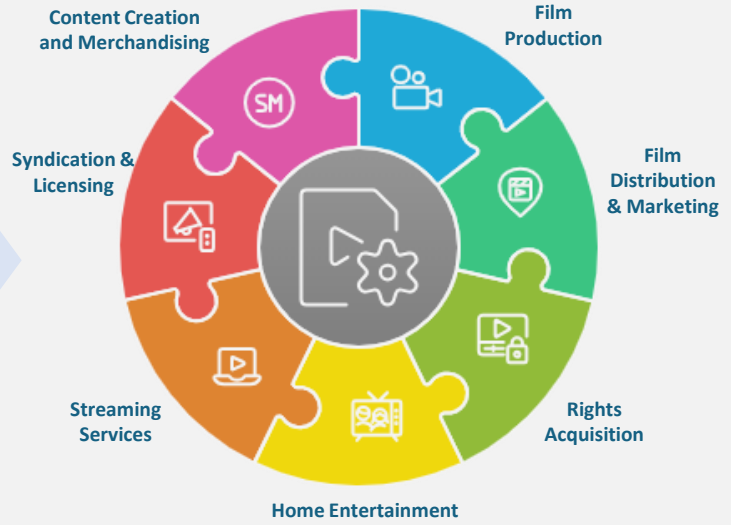 Content Creation
and Merchandising
Film
Production
SM
Syndication &
Licensing
Film
Distribution
& Marketing
Streaming
Services
Rights
Acquisition
Home Entertainment